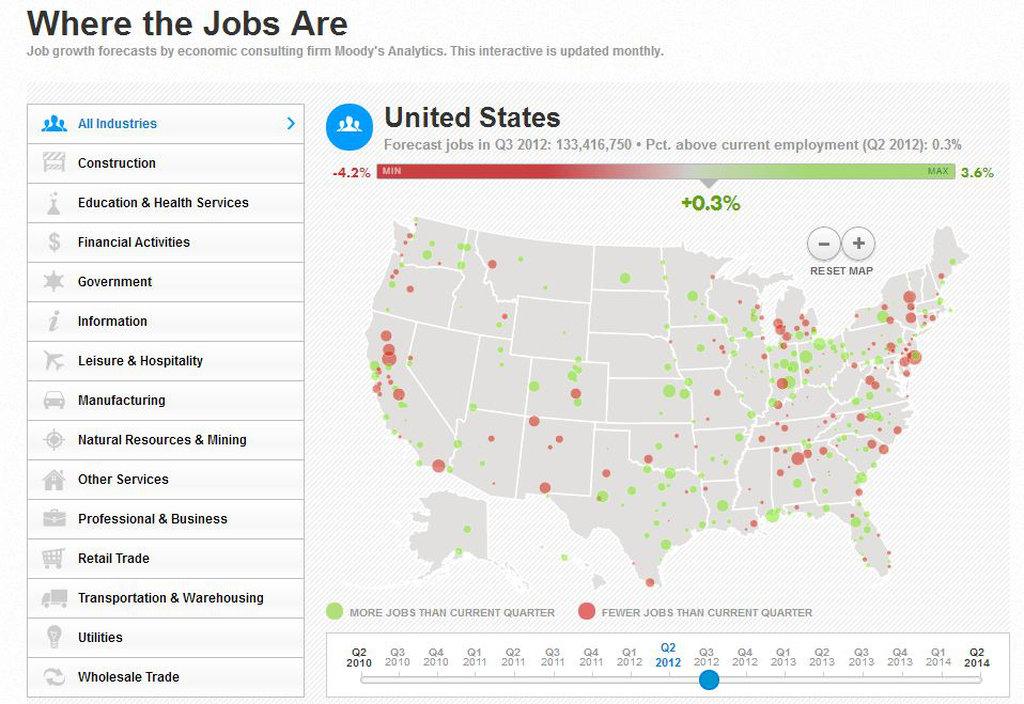 Where the Jobs Are
Job growth forecasts by economic consulting firm Moody's Analytics. This interactive is updated monthly.
All Industries
Construction
Education & Health Services
Financial Activities
Government
Information
Leisure & Hospitality
Manufacturing
Natural Resources & Mining
Other Services
Professional & Business
Retail Trade
Transportation & Warehousing
Utilities
Wholesale Trade
United States
Forecast jobs in Q3 2012: 133,416,750 • Pct. above current employment (Q2 2012): 0.3%
-4.2% MIN MAX 3.6%
+0.3%
RESET MAP
MORE JOBS THAN CURRENT QUARTER FEWER JOBS THAN CURRENT QUARTER
Q2 Q3 Q4 Q1 Q2 Q3 Q4 Q1 Q2 Q3 Q4 Q1 Q2 Q3 Q4 Q1 Q2
2010 2010 2010 2011 2011 2011 2011 2012 2012 2012 2012 2013 2013 2013 2013 2014 2014